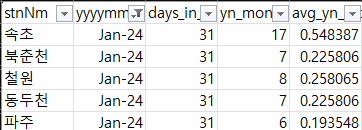 stnNm yyyymm days_in_ yn_mon avg_yn_
속초 Jan-24 31 17 0.548387
북춘천 Jan-24 31 7 0.225806
철원 Jan-24 31 8 0.258065
동두천 Jan-24 31 7 0.225806
파주 Jan-24 31 6 0.193548